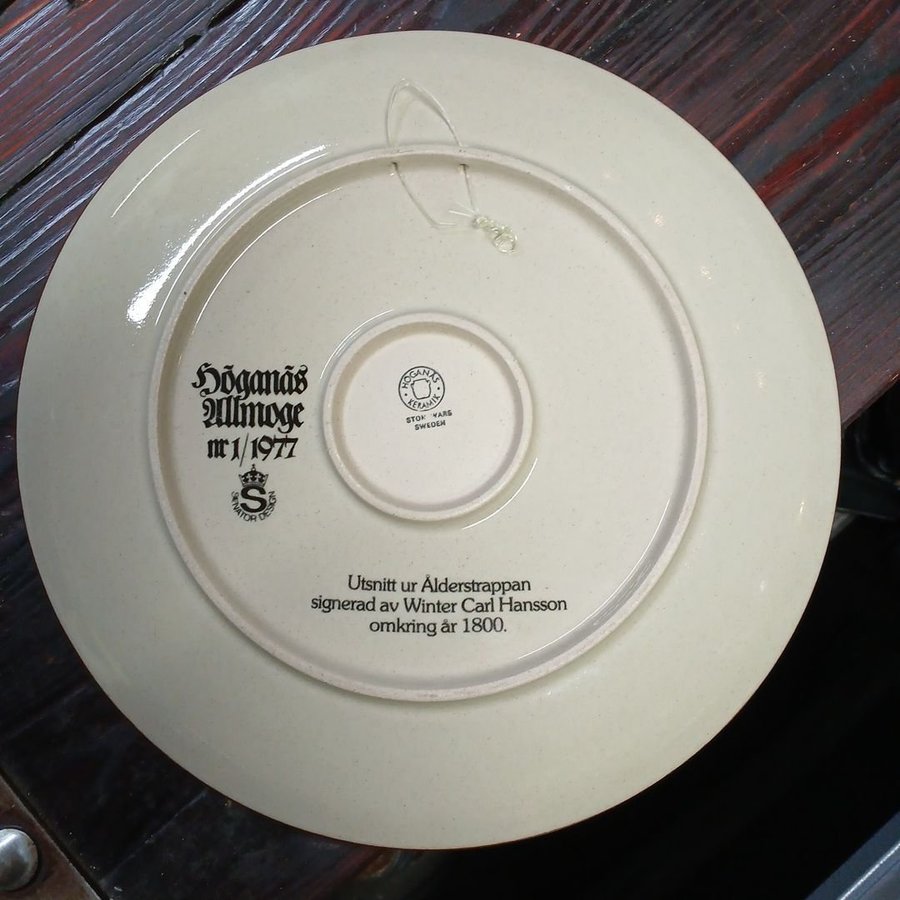 Höganäs
Allmoge
nr 1/1977
S
SENATOR DESIGN
HÖGANÄS
KERAMIK
SWEDEN
Utsnitt ur Ålderstrappan
signerad av Winter Carl Hansson
omkring år 1800.